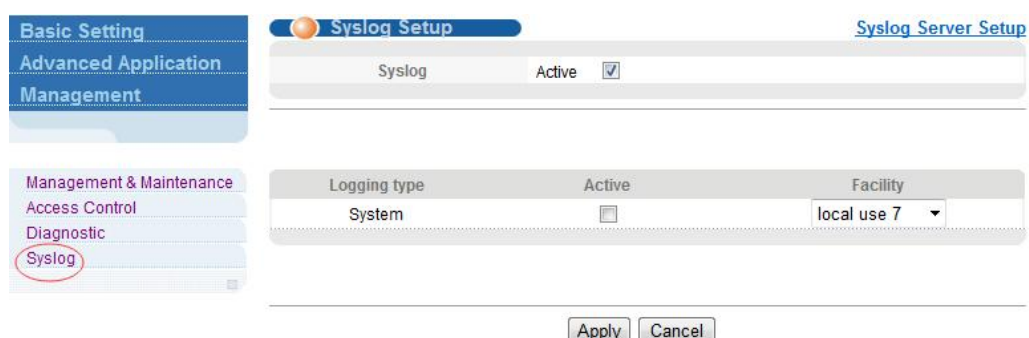 Basic Setting
Advanced Application
Management
Management & Maintenance
Access Control
Diagnostic
Syslog
Syslog Setup
Syslog Server Setup
Syslog Active
Logging type Active Facility
System local use 7
Apply Cancel